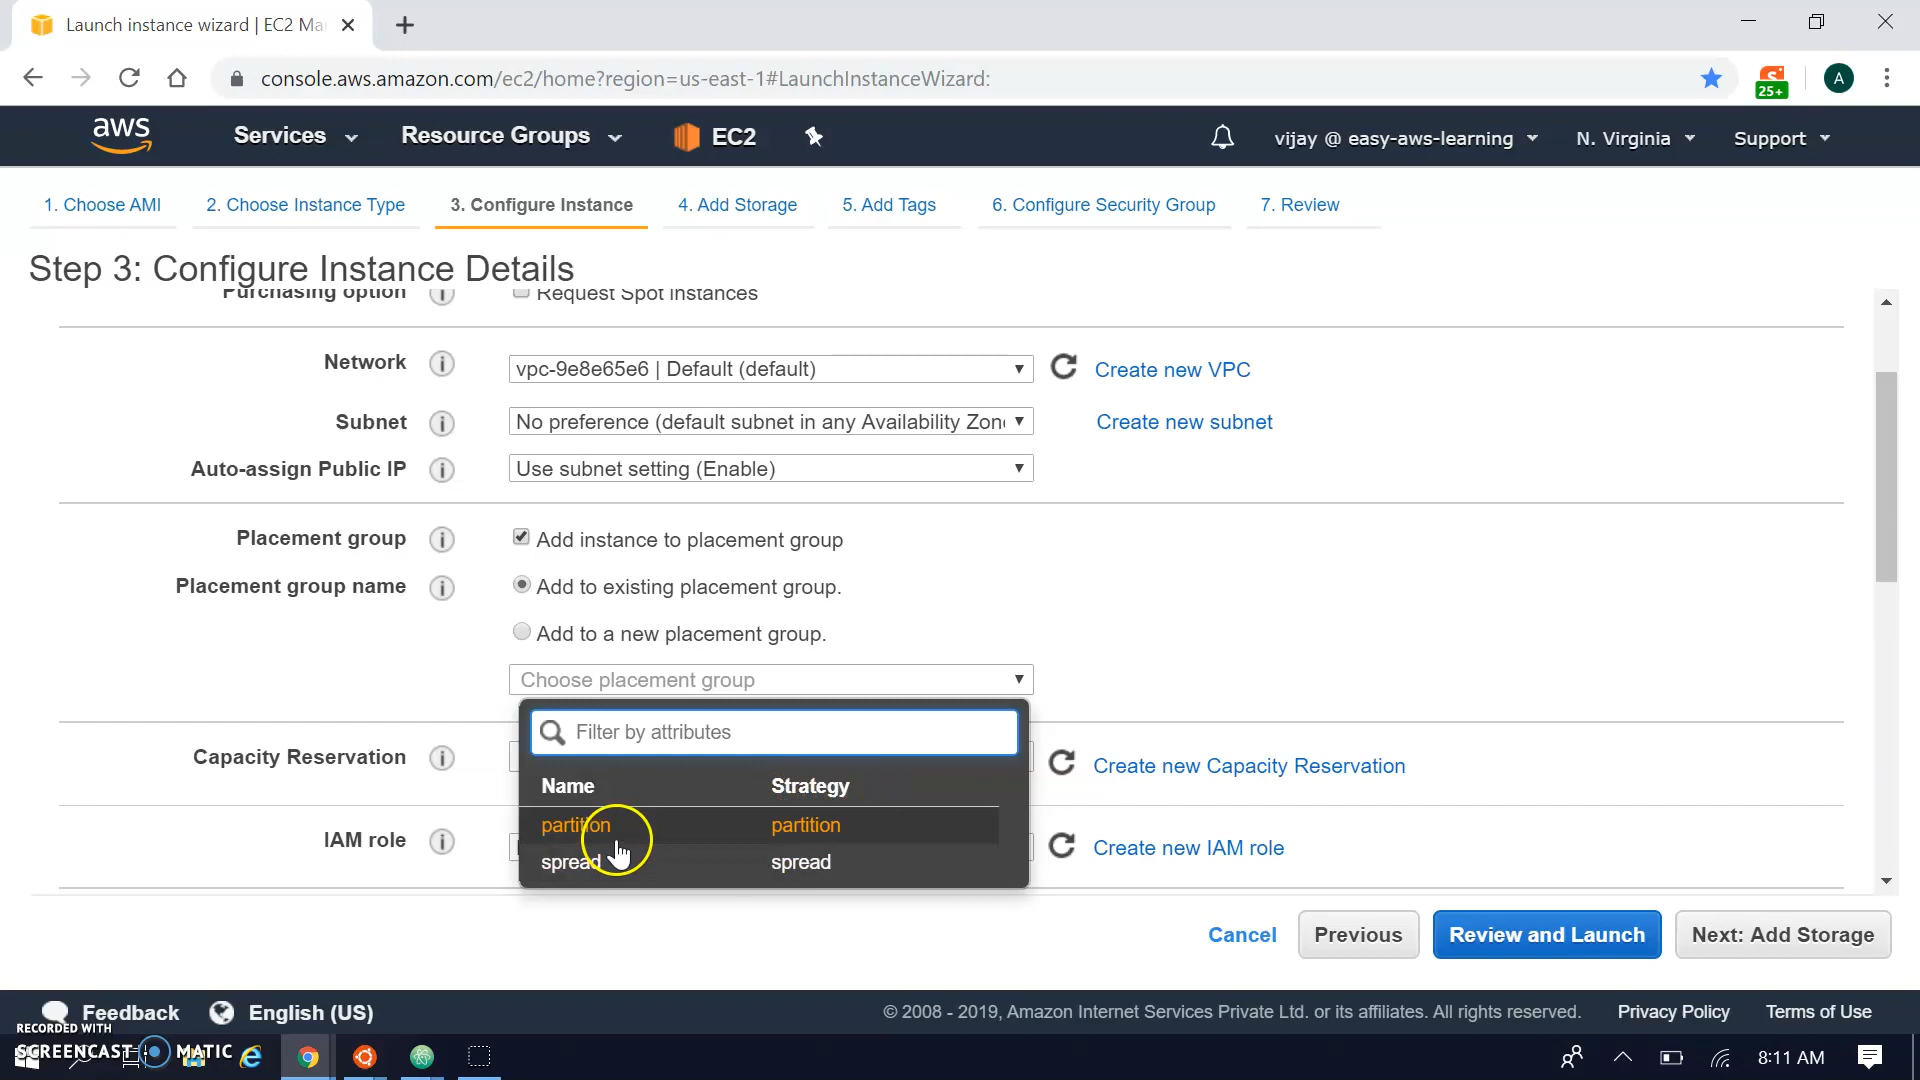 Launch instance wizard | EC2 Ma
console.aws.amazon.com/ec2/home?region=us-east-1#LaunchInstanceWizard:
25+
A
aws
Services
Resource Groups
EC2
vijay @ easy-aws-learning
N. Virginia
Support
1. Choose AMI
2. Choose Instance Type
3. Configure Instance
4. Add Storage
5. Add Tags
6. Configure Security Group
7. Review
Step 3: Configure Instance Details
Purchasing option
Request Spot instances
Network
vpc-9e8e65e6 | Default (default)
Create new VPC
Subnet
No preference (default subnet in any Availability Zon
Create new subnet
Auto-assign Public IP
Use subnet setting (Enable)
Placement group
Add instance to placement group
Placement group name
Add to existing placement group.
Add to a new placement group.
Choose placement group
Filter by attributes
Name Strategy
partition partition
spread spread
Capacity Reservation
Create new Capacity Reservation
IAM role
Create new IAM role
Cancel
Previous
Review and Launch
Next: Add Storage
Feedback
English (US)
© 2008 - 2019, Amazon Internet Services Private Ltd. or its affiliates. All rights reserved.
Privacy Policy
Terms of Use
RECORDED WITH
SCREENCAST MATIC
8:11 AM